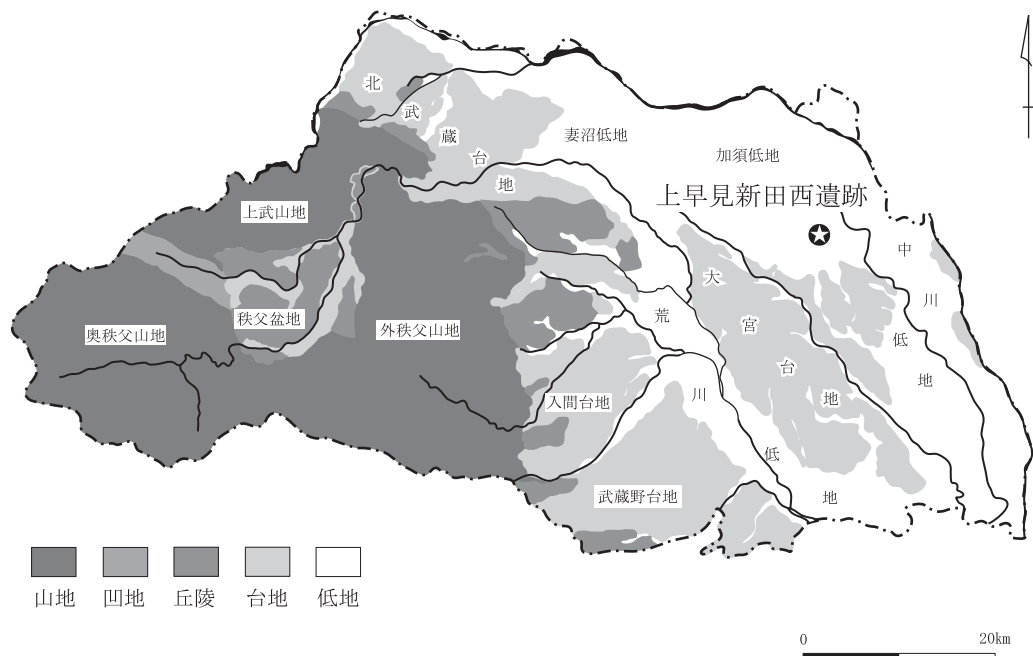 北武蔵台地
妻沼低地
加須低地
上早見新田西遺跡
上武山地
中川低地
大宮台地
秩父盆地
奥秩父山地
外秩父山地
荒川低地
入間台地
武蔵野台地
山地
凹地
丘陵
台地
低地
0
20km